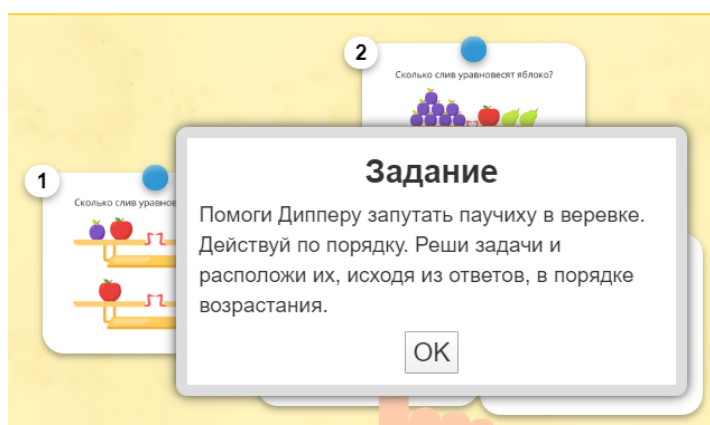 2
Сколько слив уравновесят яблоко?
1
Сколько слив уравнов
Задание
Помоги Дипперу запутать паучиху в веревке.
Действуй по порядку. Реши задачи и
расположи их, исходя из ответов, в порядке
возрастания.
OK